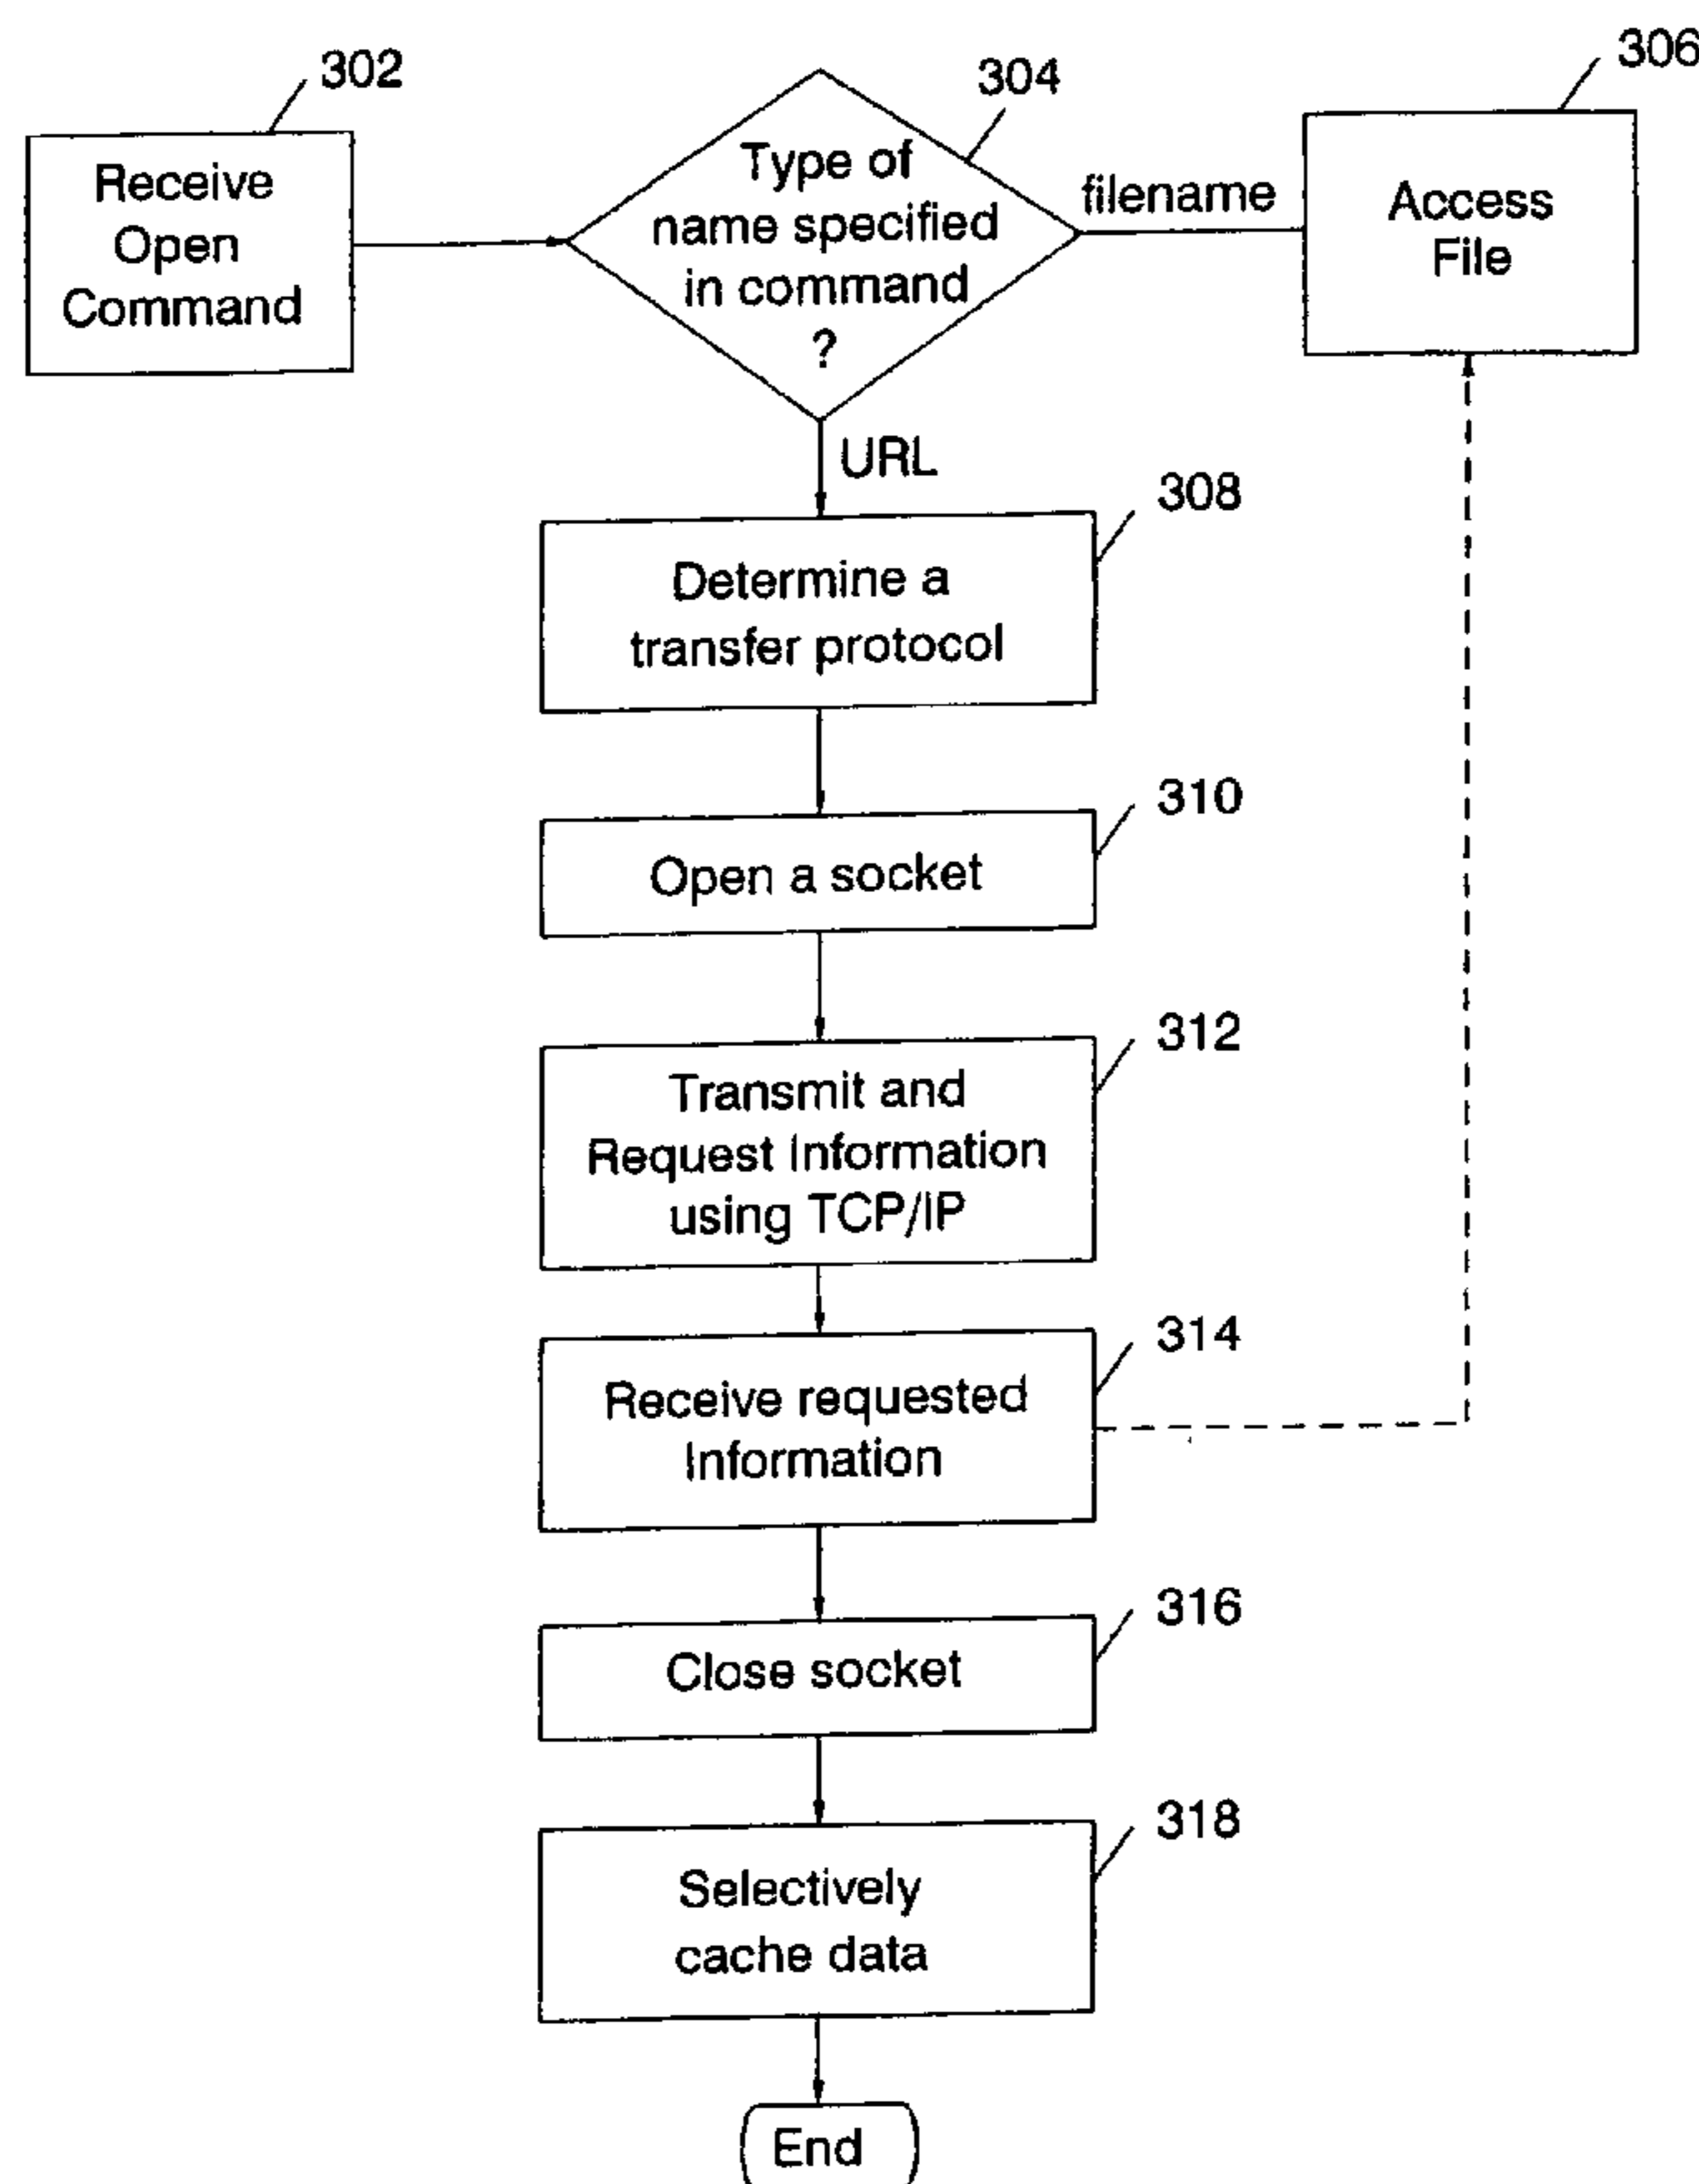 302
Receive
Open
Command
304
Type of
name specified
in command
?
filename
306
Access
File
URL
308
Determine a
transfer protocol
310
Open a socket
312
Transmit and
Request Information
using TCP/IP
314
Receive requested
Information
316
Close socket
318
Selectively
cache data
End